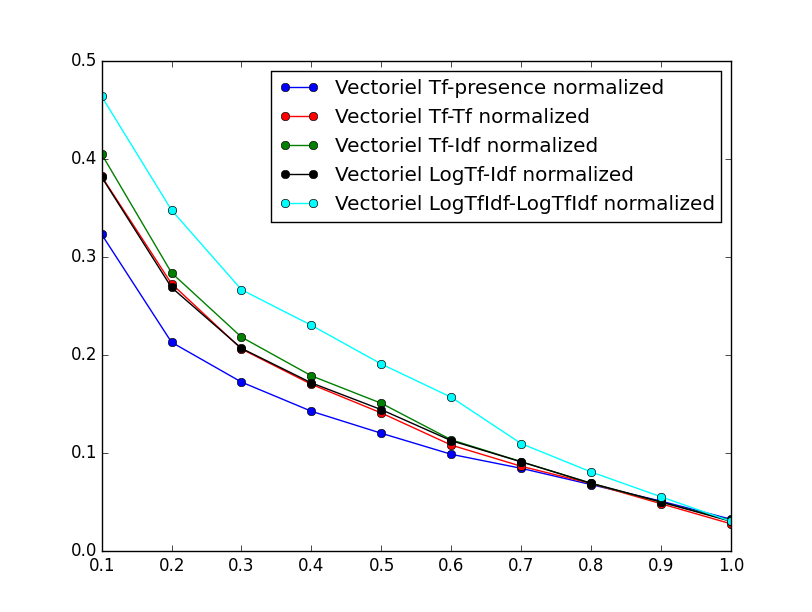 0.5
0.4
0.3
0.2
0.1
0.0
Vectoriel Tf-presence normalized
Vectoriel Tf-Tf normalized
Vectoriel Tf-Idf normalized
Vectoriel LogTf-Idf normalized
Vectoriel LogTfIdf-LogTfIdf normalized
0.1 0.2 0.3 0.4 0.5 0.6 0.7 0.8 0.9 1.0